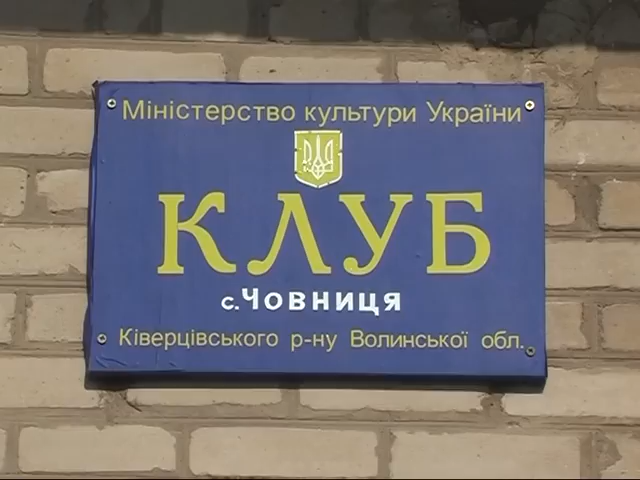 Міністерство культури України
КЛУБ
с.Човниця
Ківерцівського р-ну Волинської обл.